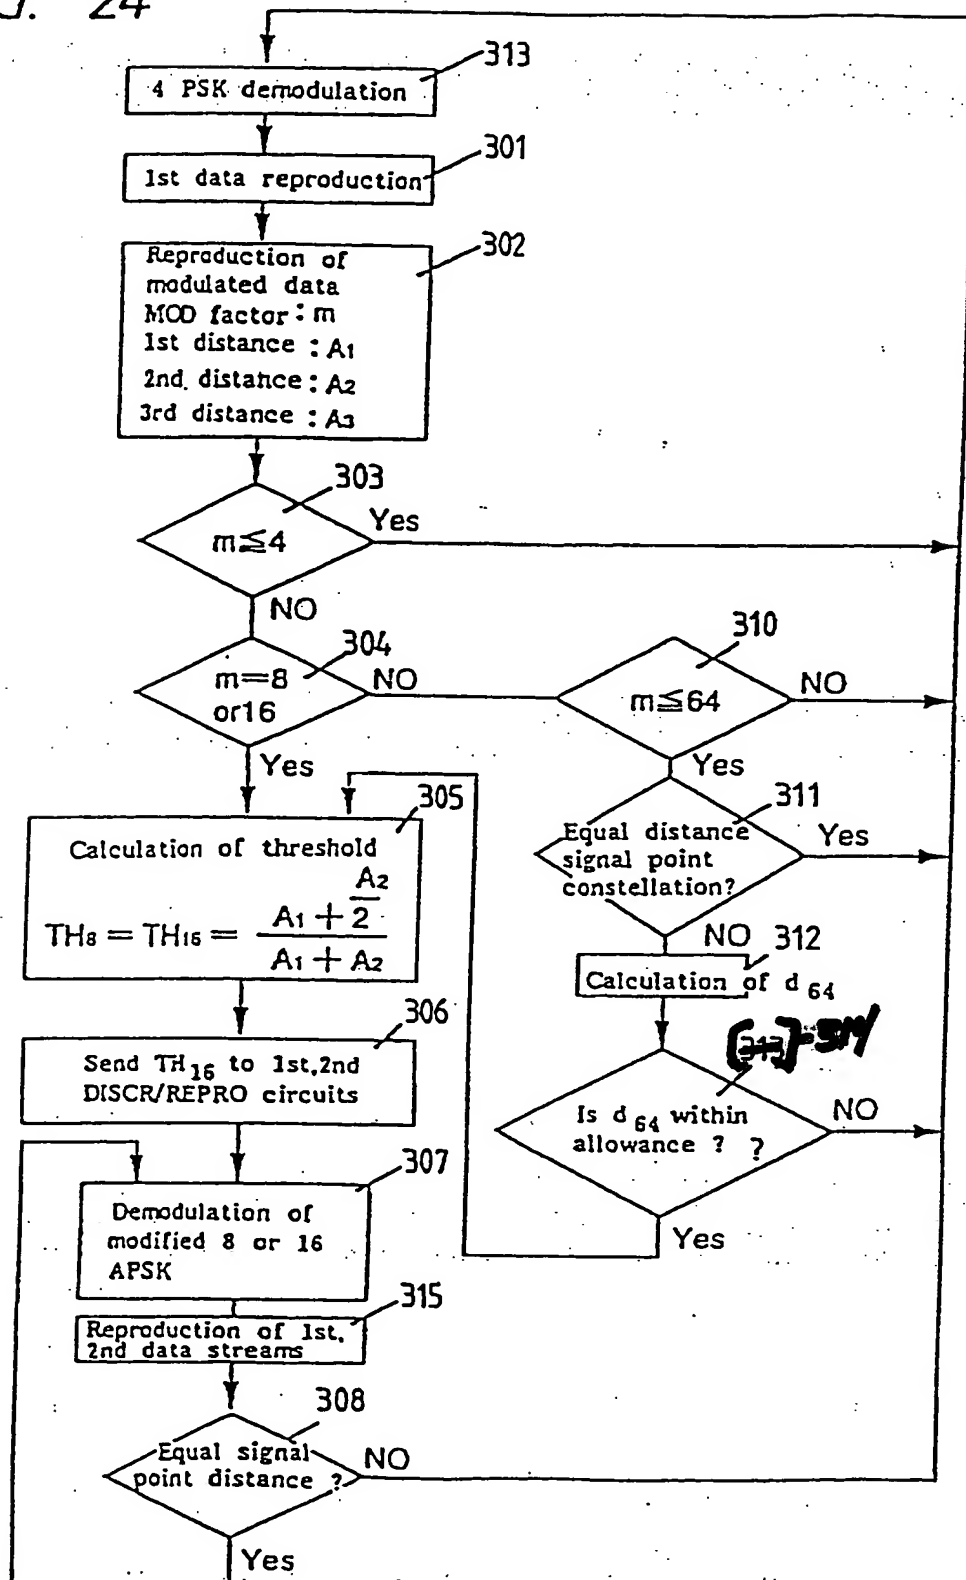 G. 24
313
4 PSK demodulation
301
1st data reproduction
302
Reproduction of
modulated data
MOD factor : m
1st distance : A1
2nd. distance : A2
3rd distance : A3
303
m≦4
Yes
NO
304
m=8
or16
NO
Yes
310
m≦64
NO
Yes
305
Calculation of threshold
TH8 = TH16 = (A1 + A2/2) / (A1 + A2)
311
Equal distance
signal point
constellation?
Yes
NO
312
Calculation of d64
306
Send TH16 to 1st,2nd
DISCR/REPRO circuits
[313]
Is d64 within
allowance ? ?
NO
Yes
307
Demodulation of
modified 8 or 16
APSK
315
Reproduction of 1st,
2nd data streams
308
Equal signal
point distance ?
NO
Yes